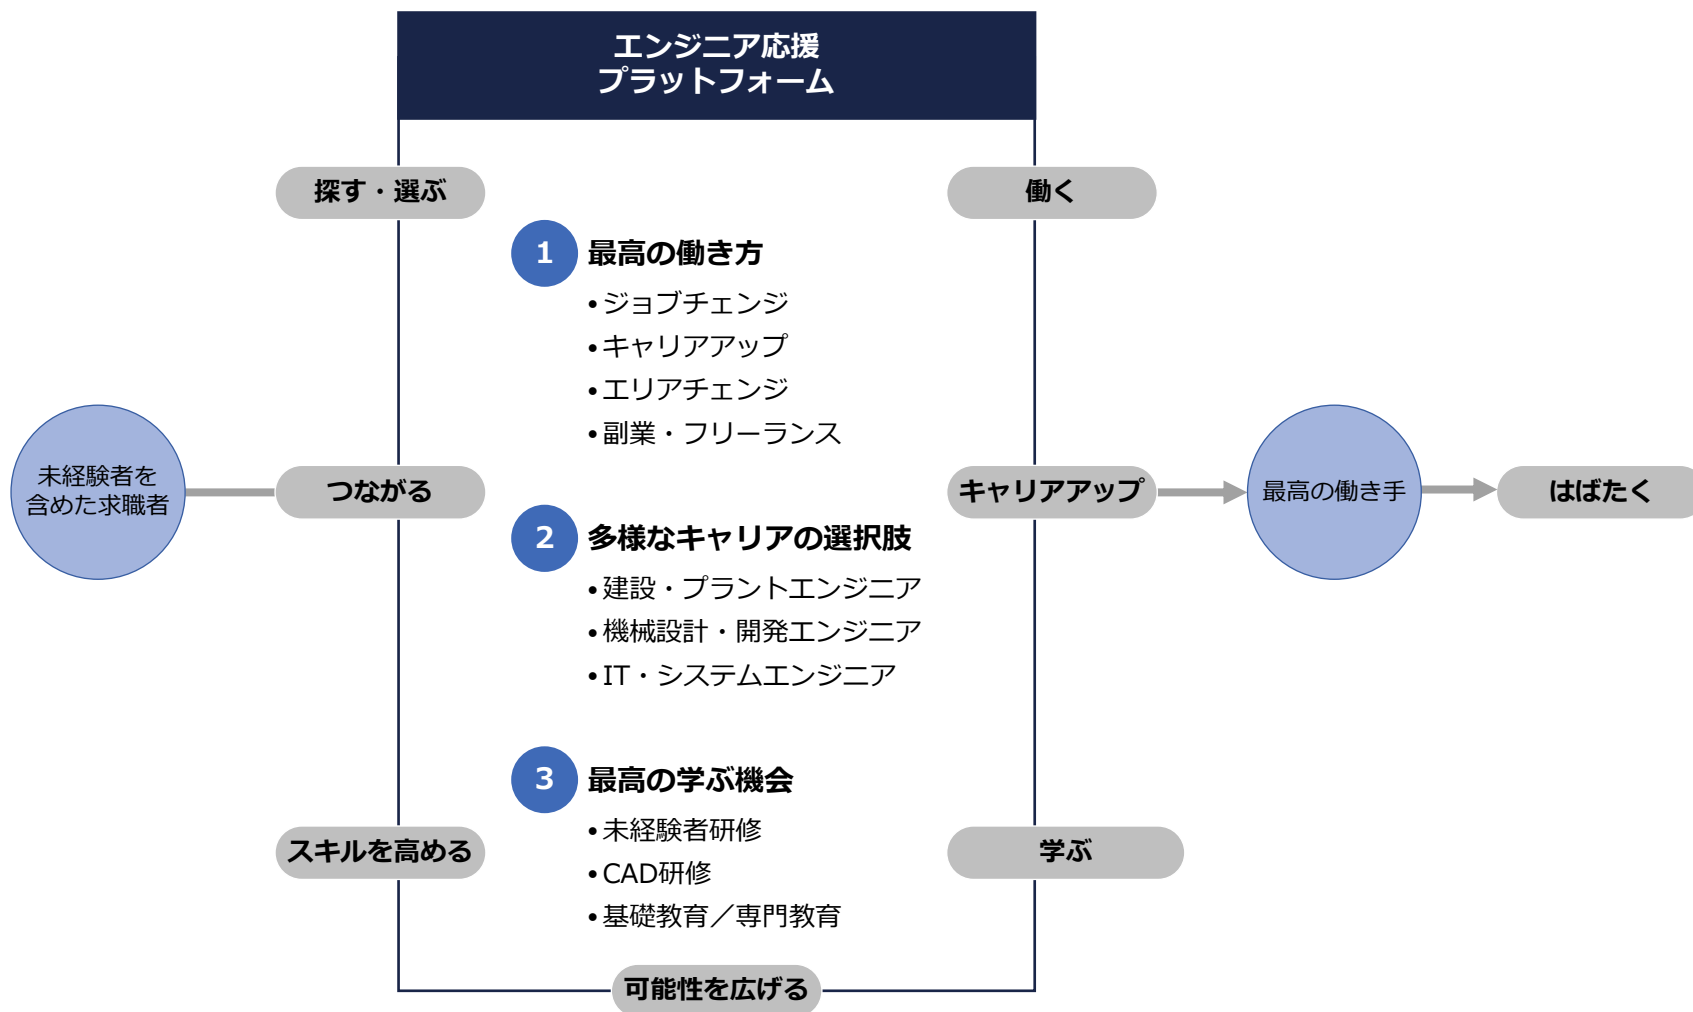 エンジニア応援
プラットフォーム
探す・選ぶ
働く
1 最高の働き方
•ジョブチェンジ
•キャリアアップ
•エリアチェンジ
•副業・フリーランス
未経験者を
含めた求職者
つながる
キャリアアップ
最高の働き手
はばたく
2 多様なキャリアの選択肢
•建設・プラントエンジニア
•機械設計・開発エンジニア
•IT・システムエンジニア
3 最高の学ぶ機会
•未経験者研修
•CAD研修
•基礎教育／専門教育
スキルを高める
学ぶ
可能性を広げる